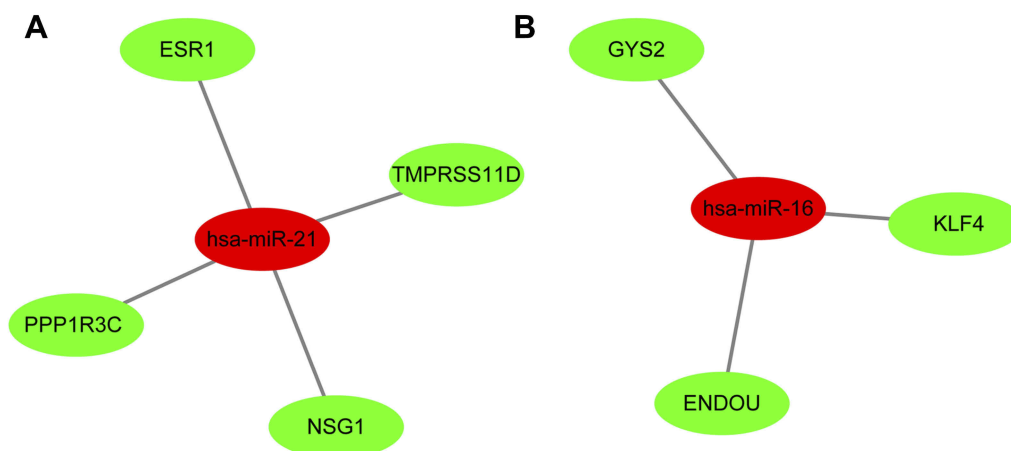 A
ESR1
TMPRSS11D
hsa-miR-21
PPP1R3C
NSG1
B
GYS2
hsa-miR-16
KLF4
ENDOU